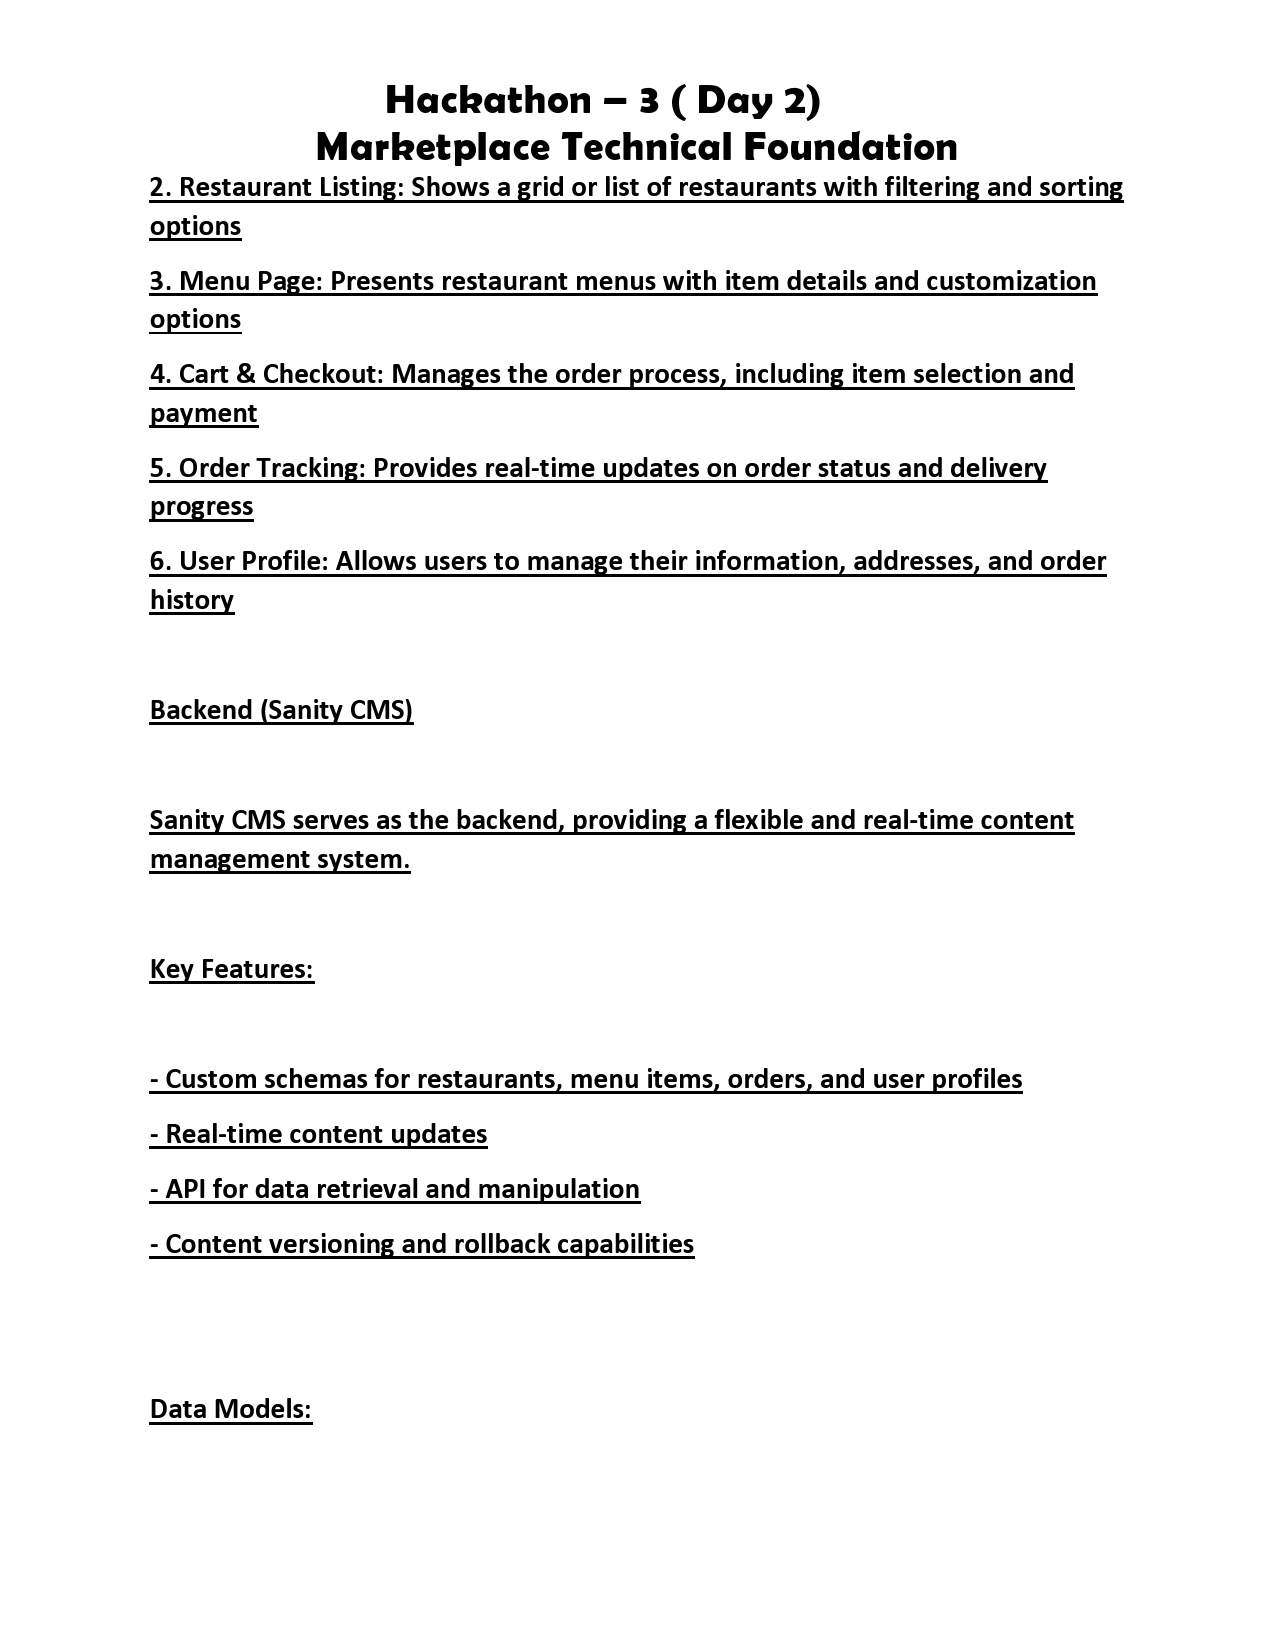 Hackathon – 3 ( Day 2)
Marketplace Technical Foundation
2. Restaurant Listing: Shows a grid or list of restaurants with filtering and sorting
options
3. Menu Page: Presents restaurant menus with item details and customization
options
4. Cart & Checkout: Manages the order process, including item selection and
payment
5. Order Tracking: Provides real-time updates on order status and delivery
progress
6. User Profile: Allows users to manage their information, addresses, and order
history
Backend (Sanity CMS)
Sanity CMS serves as the backend, providing a flexible and real-time content
management system.
Key Features:
- Custom schemas for restaurants, menu items, orders, and user profiles
- Real-time content updates
- API for data retrieval and manipulation
- Content versioning and rollback capabilities
Data Models: